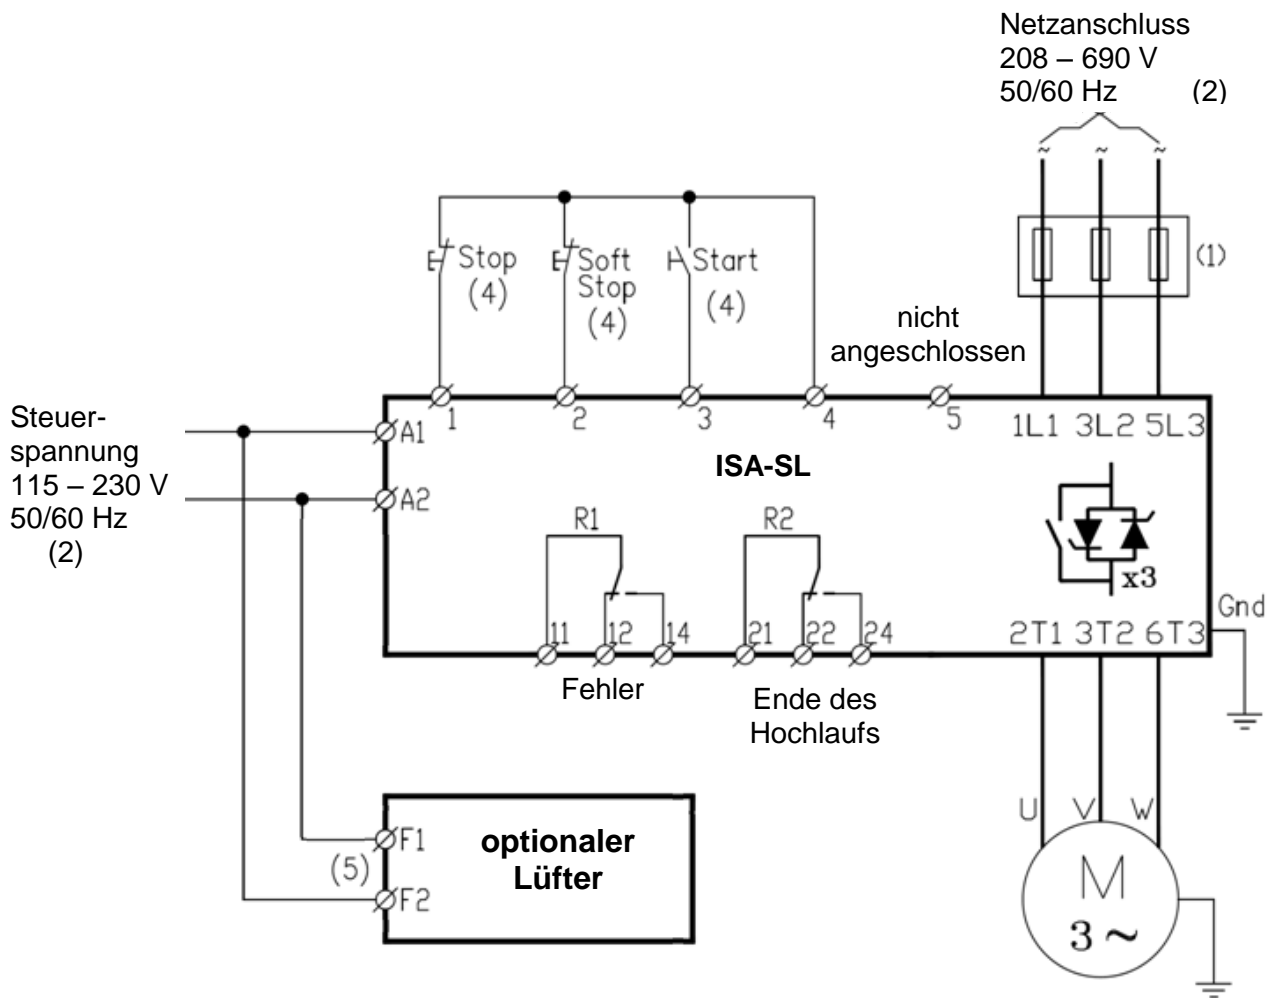 Netzanschluss
208 – 690 V
50/60 Hz (2)
~ ~ ~
(1)
Stop
(4)
Soft
Stop
(4)
Start
(4)
nicht
angeschlossen
1 2 3 4 5
1L1 3L2 5L3
Steuer-
spannung
115 – 230 V
50/60 Hz
(2)
A1
A2
ISA-SL
R1 R2
x3
Gnd
11 12 14 21 22 24
2T1 3T2 6T3
Fehler
Ende des
Hochlaufs
U V W
M
3 ~
F1
(5)
F2
optionaler
Lüfter